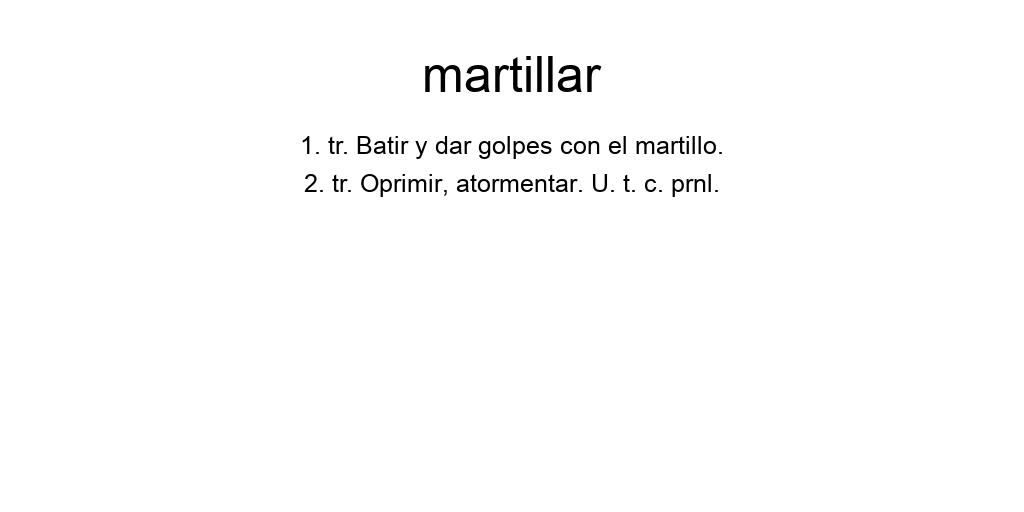 martillar
1. tr. Batir y dar golpes con el martillo.
2. tr. Oprimir, atormentar. U. t. c. prnl.